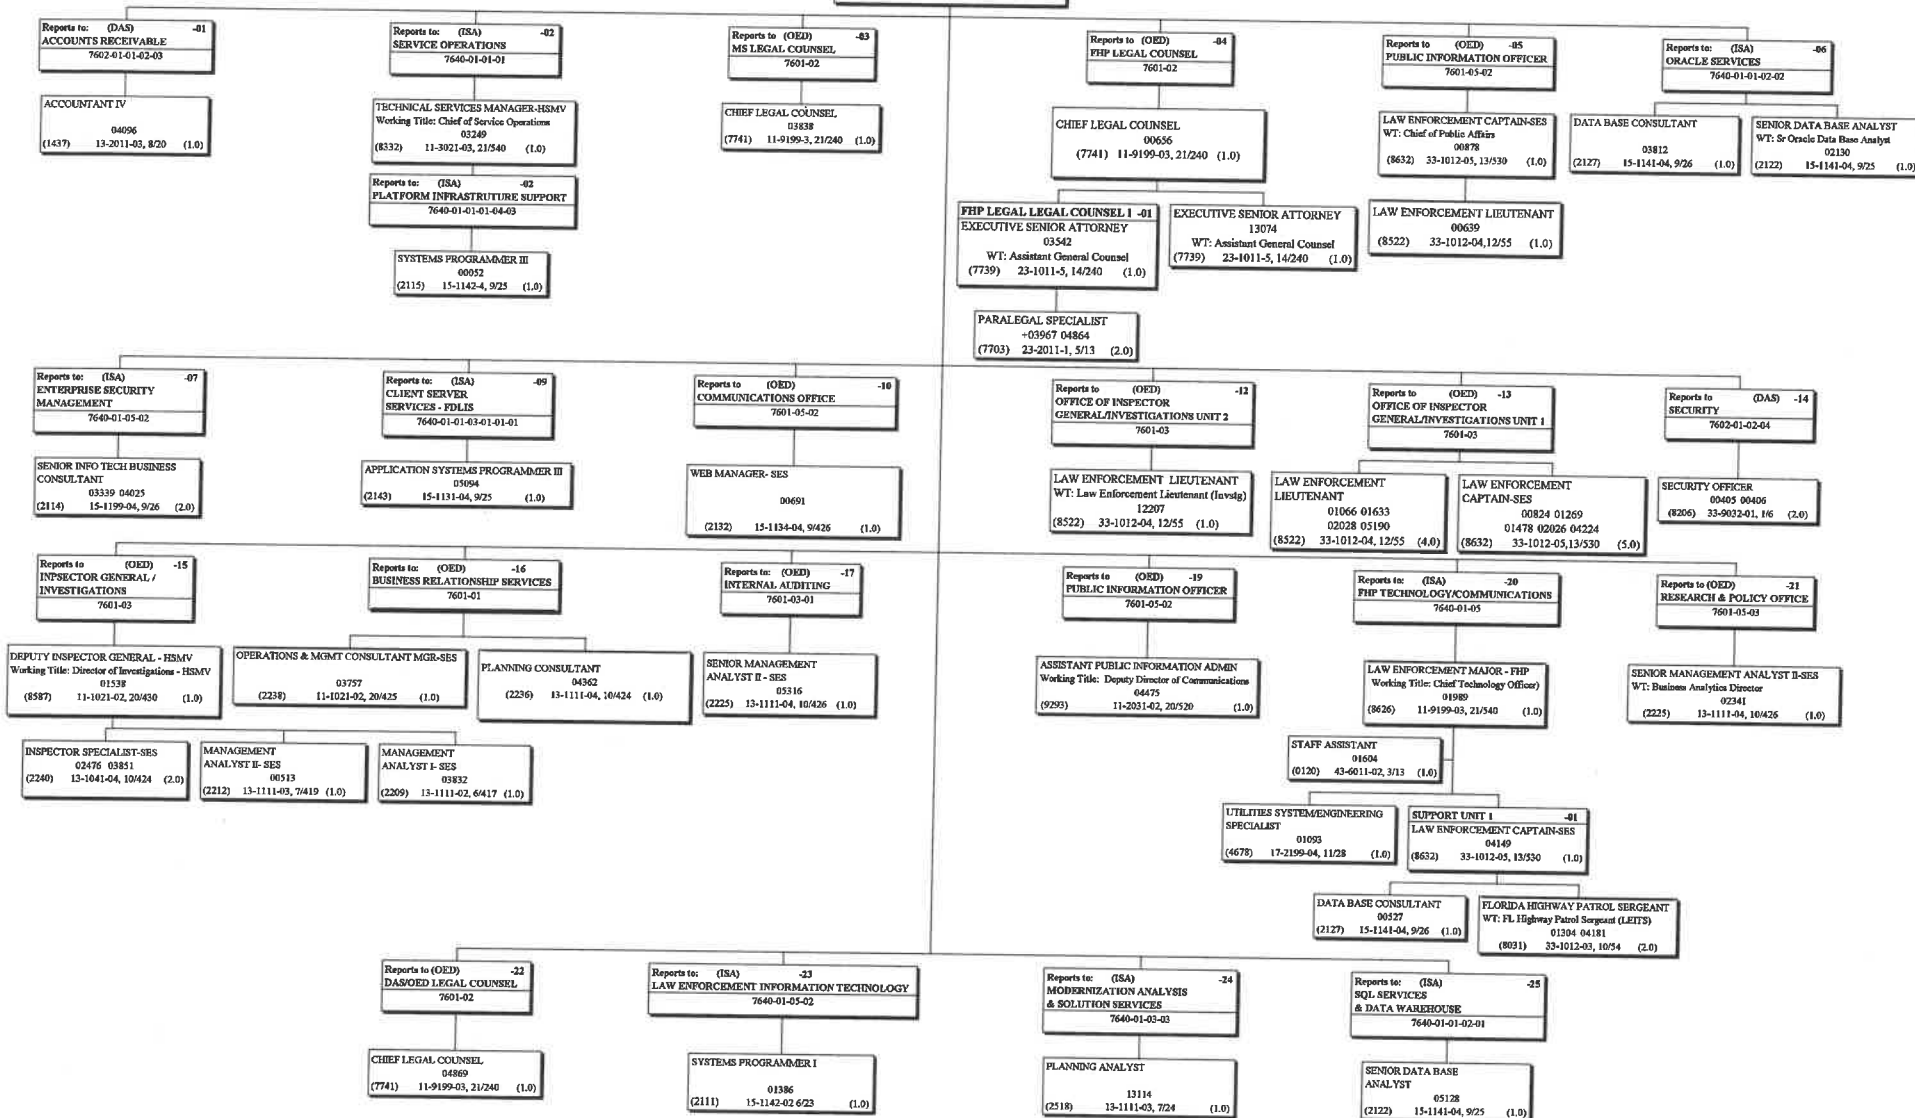 Reports to: (DAS) -01
ACCOUNTS RECEIVABLE
7602-01-01-02-03
ACCOUNTANT IV
04096
(1437) 13-2011-03, 8/20 (1.0)
Reports to: (ISA) -02
SERVICE OPERATIONS
7640-01-01-01
TECHNICAL SERVICES MANAGER-HSMV
Working Title: Chief of Service Operations
03249
(8332) 11-3021-03, 21/540 (1.0)
Reports to: (ISA) -02
PLATFORM INFRASTRUTURE SUPPORT
7640-01-01-01-04-03
SYSTEMS PROGRAMMER III
00052
(2115) 15-1142-4, 9/25 (1.0)
Reports to (OED) -03
MS LEGAL COUNSEL
7601-02
CHIEF LEGAL COUNSEL
03838
(7741) 11-9199-3, 21/240 (1.0)
Reports to (OED) -04
FHP LEGAL COUNSEL
7601-02
CHIEF LEGAL COUNSEL
00656
(7741) 11-9199-03, 21/240 (1.0)
FHP LEGAL LEGAL COUNSEL 1 -01
EXECUTIVE SENIOR ATTORNEY
03542
WT: Assistant General Counsel
(7739) 23-1011-5, 14/240 (1.0)
EXECUTIVE SENIOR ATTORNEY
13074
WT: Assistant General Counsel
(7739) 23-1011-5, 14/240 (1.0)
PARALEGAL SPECIALIST
+03967 04864
(7703) 23-2011-1, 5/13 (2.0)
Reports to (OED) -05
PUBLIC INFORMATION OFFICER
7601-05-02
LAW ENFORCEMENT CAPTAIN-SES
WT: Chief of Public Affairs
00878
(8632) 33-1012-05, 13/530 (1.0)
LAW ENFORCEMENT LIEUTENANT
00639
(8522) 33-1012-04,12/55 (1.0)
Reports to: (ISA) -06
ORACLE SERVICES
7640-01-01-02-02
DATA BASE CONSULTANT
03812
(2127) 15-1141-04, 9/26 (1.0)
SENIOR DATA BASE ANALYST
WT: Sr Oracle Data Base Analyst
02130
(2122) 15-1141-04, 9/25 (1.0)
Reports to: (ISA) -07
ENTERPRISE SECURITY
MANAGEMENT
7640-01-05-02
SENIOR INFO TECH BUSINESS
CONSULTANT
03339 04025
(2114) 15-1199-04, 9/26 (2.0)
Reports to: (ISA) -09
CLIENT SERVER
SERVICES - FDLIS
7640-01-01-03-01-01-01
APPLICATION SYSTEMS PROGRAMMER III
05094
(2143) 15-1131-04, 9/25 (1.0)
Reports to (OED) -10
COMMUNICATIONS OFFICE
7601-05-02
WEB MANAGER- SES
00691
(2132) 15-1134-04, 9/426 (1.0)
Reports to (OED) -12
OFFICE OF INSPECTOR
GENERAL/INVESTIGATIONS UNIT 2
7601-03
LAW ENFORCEMENT LIEUTENANT
WT: Law Enforcement Lieutenant (Invstg)
12207
(8522) 33-1012-04, 12/55 (1.0)
Reports to (OED) -13
OFFICE OF INSPECTOR
GENERAL/INVESTIGATIONS UNIT 1
7601-03
LAW ENFORCEMENT
LIEUTENANT
01066 01633
02028 05190
(8522) 33-1012-04, 12/55 (4.0)
LAW ENFORCEMENT
CAPTAIN-SES
00824 01269
01478 02026 04224
(8632) 33-1012-05,13/530 (5.0)
Reports to (DAS) -14
SECURITY
7602-01-02-04
SECURITY OFFICER
00405 00406
(8206) 33-9032-01, 1/6 (2.0)
Reports to (OED) -15
INPSECTOR GENERAL /
INVESTIGATIONS
7601-03
DEPUTY INSPECTOR GENERAL - HSMV
Working Title: Director of Investigations - HSMV
01538
(8587) 11-1021-02, 20/430 (1.0)
INSPECTOR SPECIALIST-SES
02476 03851
(2240) 13-1041-04, 10/424 (2.0)
MANAGEMENT
ANALYST II- SES
00513
(2212) 13-1111-03, 7/419 (1.0)
MANAGEMENT
ANALYST I- SES
03832
(2209) 13-1111-02, 6/417 (1.0)
Reports to: (OED) -16
BUSINESS RELATIONSHIP SERVICES
7601-01
OPERATIONS & MGMT CONSULTANT MGR-SES
03757
(2238) 11-1021-02, 20/425 (1.0)
PLANNING CONSULTANT
04362
(2236) 13-1111-04, 10/424 (1.0)
Reports to: (OED) -17
INTERNAL AUDITING
7601-03-01
SENIOR MANAGEMENT
ANALYST II - SES
05316
(2225) 13-1111-04, 10/426 (1.0)
Reports to (OED) -19
PUBLIC INFORMATION OFFICER
7601-05-02
ASSISTANT PUBLIC INFORMATION ADMIN
Working Title: Deputy Director of Communications
04475
(9293) 11-2031-02, 20/520 (1.0)
Reports to: (ISA) -20
FHP TECHNOLOGY/COMMUNICATIONS
7640-01-05
LAW ENFORCEMENT MAJOR - FHP
Working Title: Chief Technology Officer)
01989
(8626) 11-9199-03, 21/540 (1.0)
STAFF ASSISTANT
01604
(0120) 43-6011-02, 3/13 (1.0)
UTILITIES SYSTEM/ENGINEERING
SPECIALIST
01093
(4678) 17-2199-04, 11/28 (1.0)
SUPPORT UNIT 1 -01
LAW ENFORCEMENT CAPTAIN-SES
04149
(8632) 33-1012-05, 13/530 (1.0)
DATA BASE CONSULTANT
00527
(2127) 15-1141-04, 9/26 (1.0)
FLORIDA HIGHWAY PATROL SERGEANT
WT: FL Highway Patrol Sergeant (LEITS)
01304 04181
(8031) 33-1012-03, 10/54 (2.0)
Reports to (OED) -21
RESEARCH & POLICY OFFICE
7601-05-03
SENIOR MANAGEMENT ANALYST II-SES
WT: Business Analytics Director
02341
(2225) 13-1111-04, 10/426 (1.0)
Reports to (OED) -22
DAS/OED LEGAL COUNSEL
7601-02
CHIEF LEGAL COUNSEL
04869
(7741) 11-9199-03, 21/240 (1.0)
Reports to: (ISA) -23
LAW ENFORCEMENT INFORMATION TECHNOLOGY
7640-01-05-02
SYSTEMS PROGRAMMER I
01386
(2111) 15-1142-02 6/23 (1.0)
Reports to: (ISA) -24
MODERNIZATION ANALYSIS
& SOLUTION SERVICES
7640-01-03-03
PLANNING ANALYST
13114
(2518) 13-1111-03, 7/24 (1.0)
Reports to: (ISA) -25
SQL SERVICES
& DATA WAREHOUSE
7640-01-01-02-01
SENIOR DATA BASE
ANALYST
05128
(2122) 15-1141-04, 9/25 (1.0)